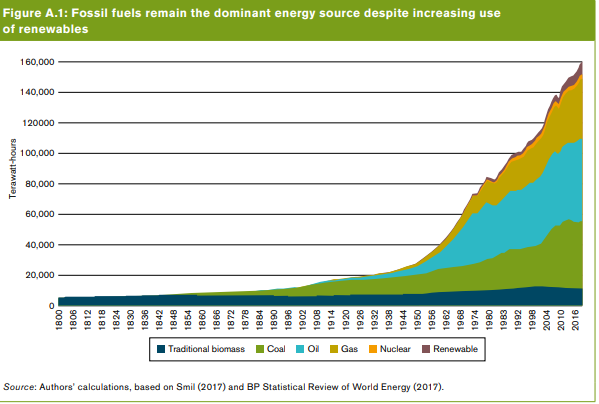 Figure A.1: Fossil fuels remain the dominant energy source despite increasing use
of renewables
160,000
140,000
120000
100,000
80,000
60,000
40,000
20,000
0
Terawatt-hours
1800 1806 1812 1818 1824 1830 1836 1842 1848 1854 1860 1866 1872 1878 1884 1890 1896 1902 1908 1914 1920 1926 1932 1938 1944 1950 1956 1962 1968 1974 1980 1986 1992 1998 2004 2010 2016
Traditional biomass Coal Oil Gas Nuclear Renewable
Source: Authors' calculations, based on Smil (2017) and BP Statistical Review of World Energy (2017).